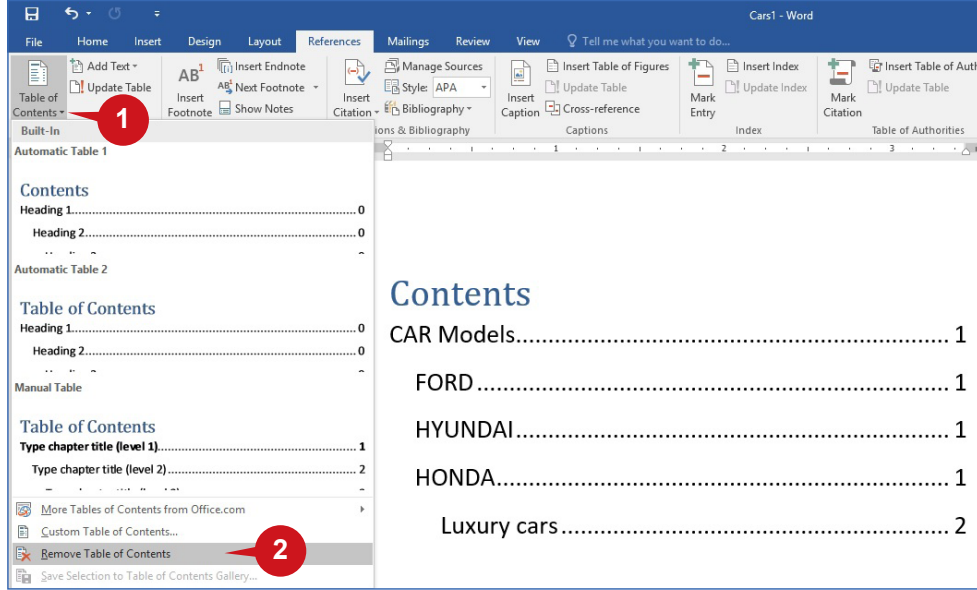 Cars1 - Word
File Home Insert Design Layout References Mailings Review View Tell me what you want to do...
Table of Contents
Add Text
Update Table
AB1
Insert Footnote
Insert Endnote
AB1 Next Footnote
Show Notes
Insert Citation
Manage Sources
Style: APA
Bibliography
Insert Caption
Insert Table of Figures
Update Table
Cross-reference
Mark Entry
Insert Index
Update Index
Mark Citation
Insert Table of Auth
Update Table
ions & Bibliography
Captions
Index
Table of Authorities
1 2 3
1
Built-In
Automatic Table 1
Contents
Heading 1 0
Heading 2 0
Automatic Table 2
Table of Contents
Heading 1 0
Heading 2 0
Manual Table
Table of Contents
Type chapter title (level 1) 1
Type chapter title (level 2) 2
More Tables of Contents from Office.com
Custom Table of Contents...
Remove Table of Contents
2
Save Selection to Table of Contents Gallery...
Contents
CAR Models 1
FORD 1
HYUNDAI 1
HONDA 1
Luxury cars 2